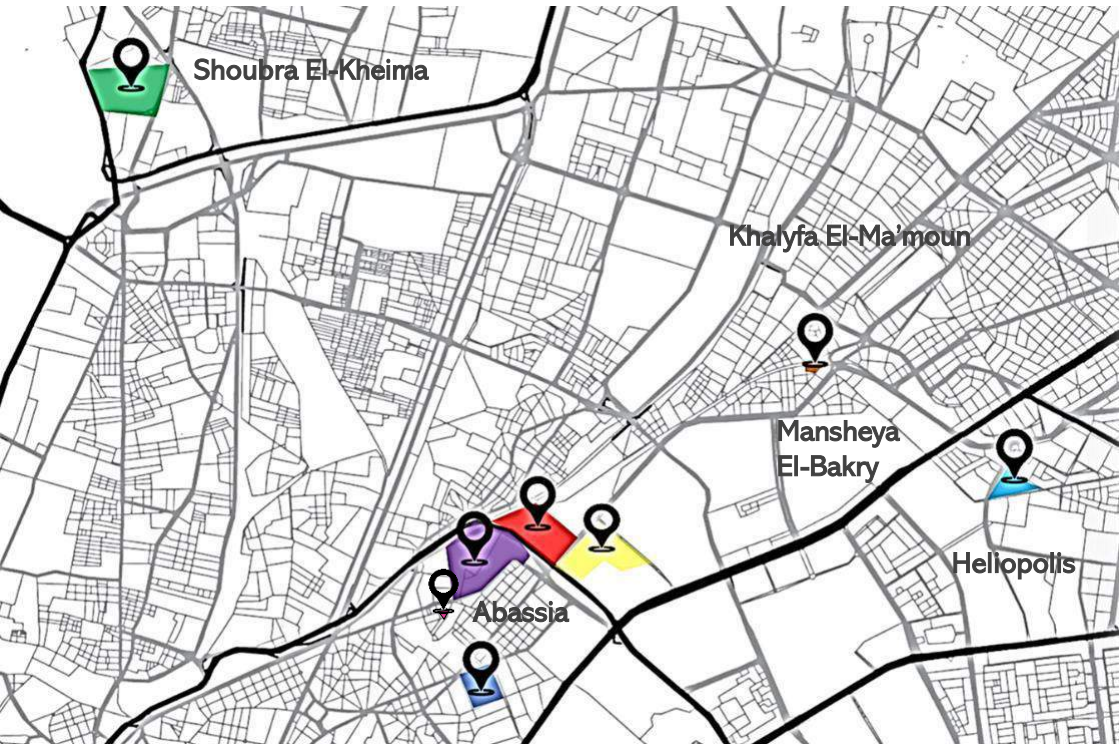 Shoubra El-Kheima
Khalyfa El-Ma’moun
Mansheya
El-Bakry
Heliopolis
Abassia